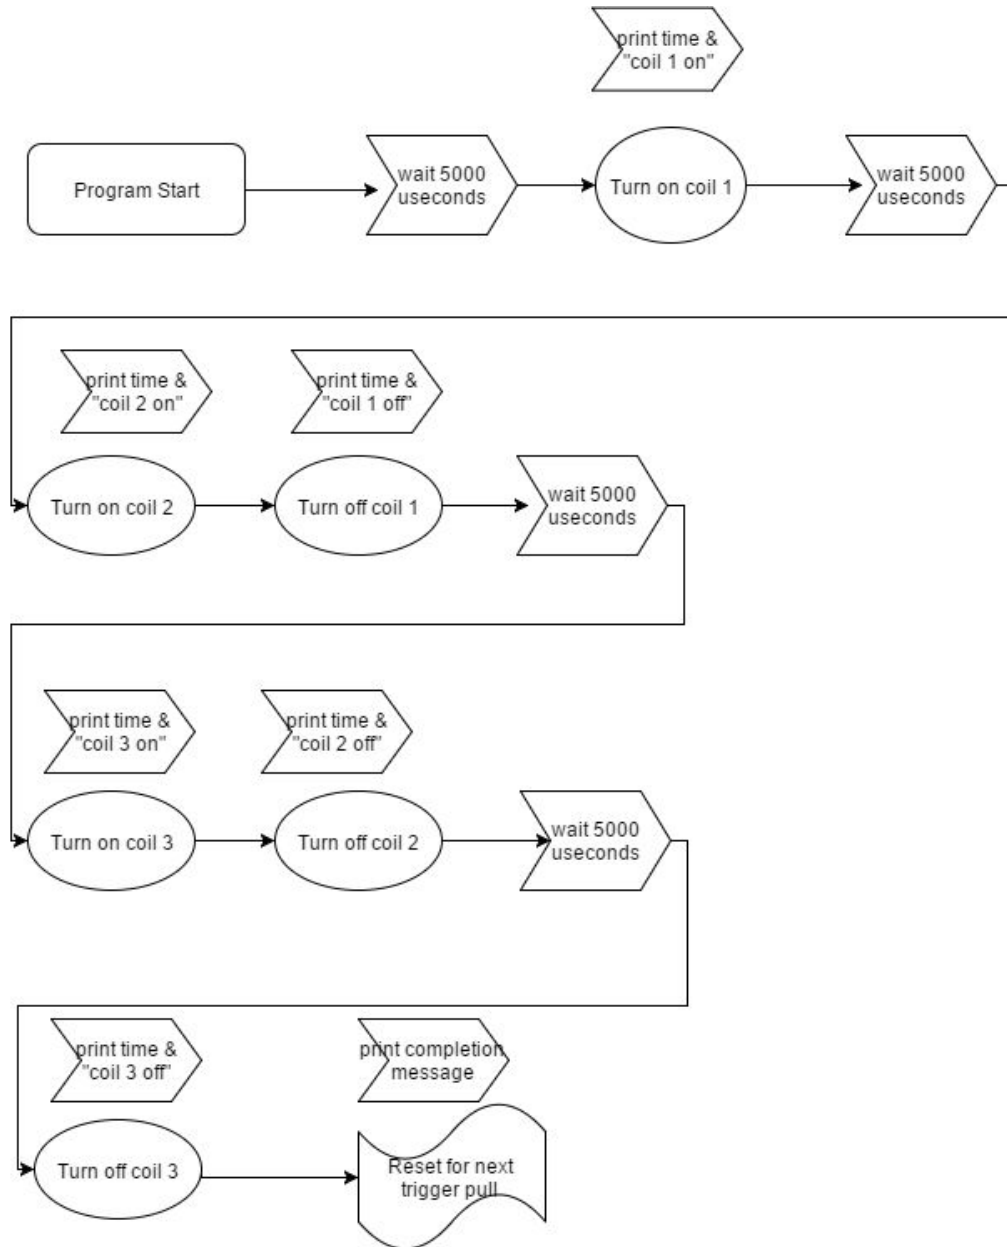 print time &
"coil 1 on"
Program Start
wait 5000
useconds
Turn on coil 1
wait 5000
useconds
print time &
"coil 2 on"
print time &
"coil 1 off"
Turn on coil 2
Turn off coil 1
wait 5000
useconds
print time &
"coil 3 on"
print time &
"coil 2 off"
Turn on coil 3
Turn off coil 2
wait 5000
useconds
print time &
"coil 3 off"
print completion
message
Turn off coil 3
Reset for next
trigger pull